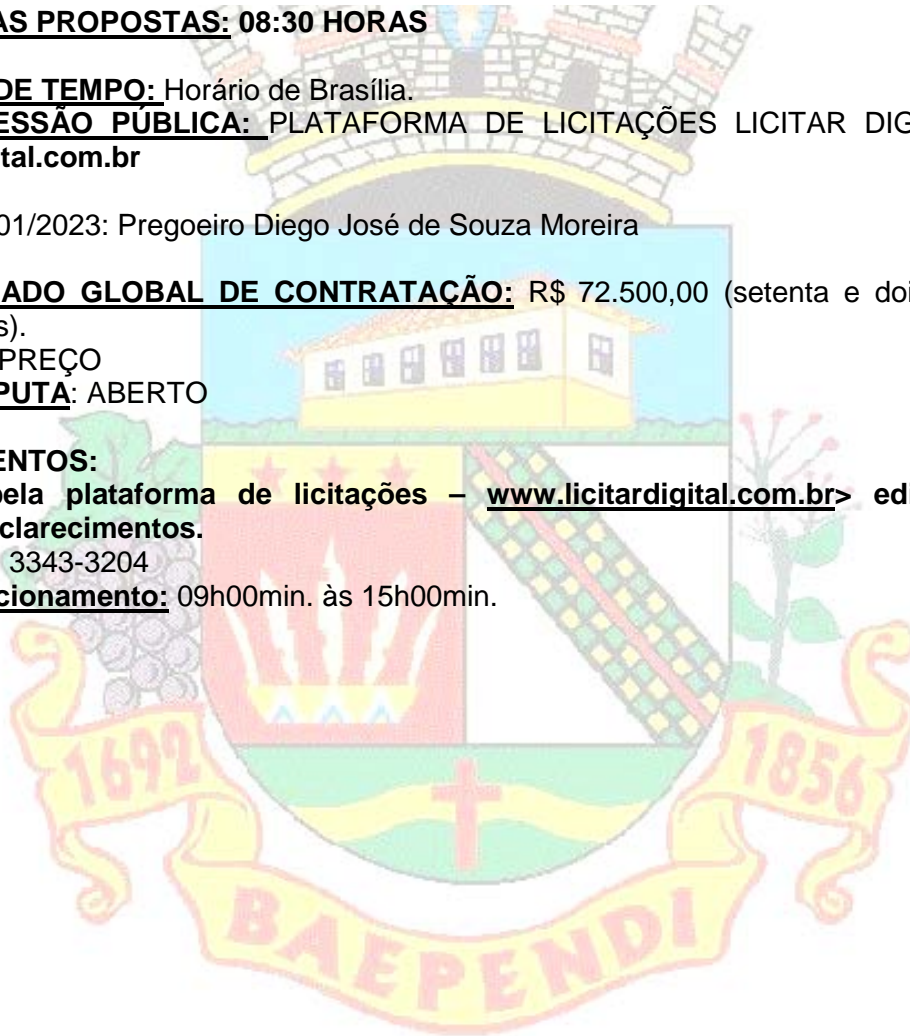 AS PROPOSTAS: 08:30 HORAS
DE TEMPO: Horário de Brasília.
ESSÃO PÚBLICA: PLATAFORMA DE LICITAÇÕES LICITAR DIG
tal.com.br
01/2023: Pregoeiro Diego José de Souza Moreira
ADO GLOBAL DE CONTRATAÇÃO: R$ 72.500,00 (setenta e doi
s).
PREÇO
PUTA: ABERTO
ENTOS:
pela plataforma de licitações – www.licitardigital.com.br> edi
clarecimentos.
3343-3204
cionamento: 09h00min. às 15h00min.
1692
1856
BAEPENDI